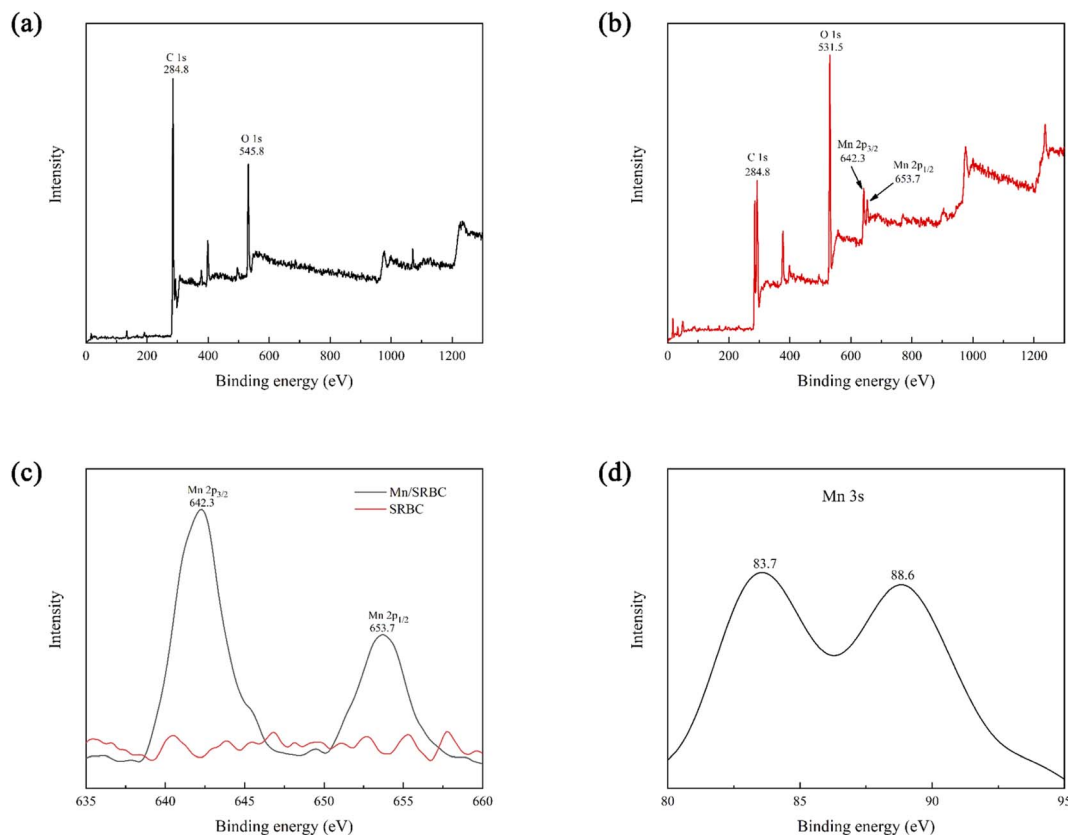 (a)
C 1s
284.8
O 1s
545.8
Intensity
0 200 400 600 800 1000 1200
Binding energy (eV)
(b)
O 1s
531.5
C 1s
284.8
Mn 2p3/2
642.3
Mn 2p1/2
653.7
Intensity
0 200 400 600 800 1000 1200
Binding energy (eV)
(c)
Mn 2p3/2
642.3
Mn/SRBC
SRBC
Mn 2p1/2
653.7
Intensity
635 640 645 650 655 660
Binding energy (eV)
(d)
Mn 3s
83.7
88.6
Intensity
80 85 90 95
Binding energy (eV)